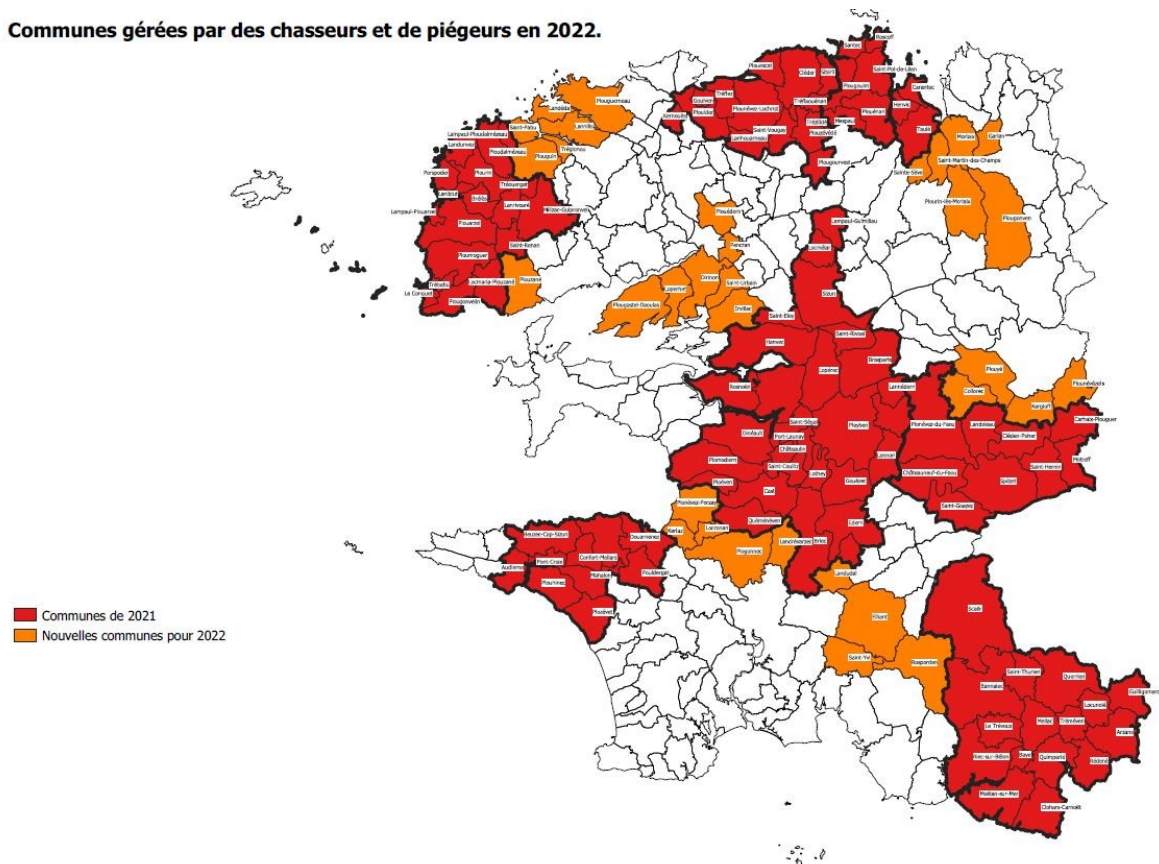 Communes gérées par des chasseurs et de piégeurs en 2022.
Roscoff
Santec
Plouescat
Cléder
Sibiril
Saint-Pol-de-Léon
Tréflez
Plougoulm
Carantec
Goulven
Plounévez-Lochrist
Tréflaouénan
Henvic
Plouider
Plouénan
Plouguerneau
Landéda
Kernouës
Trézilidé
Mespaul
Lannilis
Saint-Vougay
Plouzévédé
Taulé
Saint-Pabu
Lanhouarneau
Morlaix
Garlan
Lampaul-Ploudalmézeau
Tréglonou
Landunvez
Ploudalmézeau
Plouguin
Plougourvest
Saint-Martin-des-Champs
Porspoder
Plourin
Sainte-Sève
Tréouergat
Lanildut
Brélès
Lanrivoaré
Plourin-lès-Morlaix
Lampaul-Plouarzel
Milizac-Guipronvel
Ploudérin
Plougonven
Plouarzel
Lampaul-Guimiliau
Saint-Renan
Pencran
Locmélar
Ploumoguer
Dirinon
Trébabu
Locmaria-Plouzané
Plouzané
Loperhet
Saint-Urbain
Le Conquet
Plougonvelin
Plougastel-Daoulas
Irvillac
Sizun
Saint-Eloy
Saint-Rivoal
Hanvec
Brasparts
Plouyé
Lopérec
Plounévézel
Rosnoën
Lannédern
Collorec
Kergloff
Saint-Ségal
Pleyben
Plonévez-du-Faou
Landeleau
Carhaix-Plouguer
Dinéault
Port-Launay
Cléden-Poher
Châteaulin
Plomodiern
Saint-Coulitz
Lennon
Motreff
Lothey
Châteauneuf-du-Faou
Saint-Hernin
Ploéven
Gouézec
Spézet
Cast
Plonévez-Porzay
Saint-Goazec
Quéménéven
Edern
Kerlaz
Locronan
Douarnenez
Landrévarzec
Briec
Beuzec-Cap-Sizun
Plogonnec
Confort-Meilars
Audierne
Pont-Croix
Pouldergat
Landudal
Mahalon
Plouhinec
Scaër
Plozévet
Elliant
Communes de 2021
Nouvelles communes pour 2022
Saint-Yvi
Rosporden
Saint-Thurien
Querrien
Bannalec
Guilligomarc'h
Locunolé
Mellac
Tréméven
Le Trévoux
Arzano
Riec-sur-Bélon
Baye
Quimperlé
Rédené
Moëlan-sur-Mer
Clohars-Carnoët